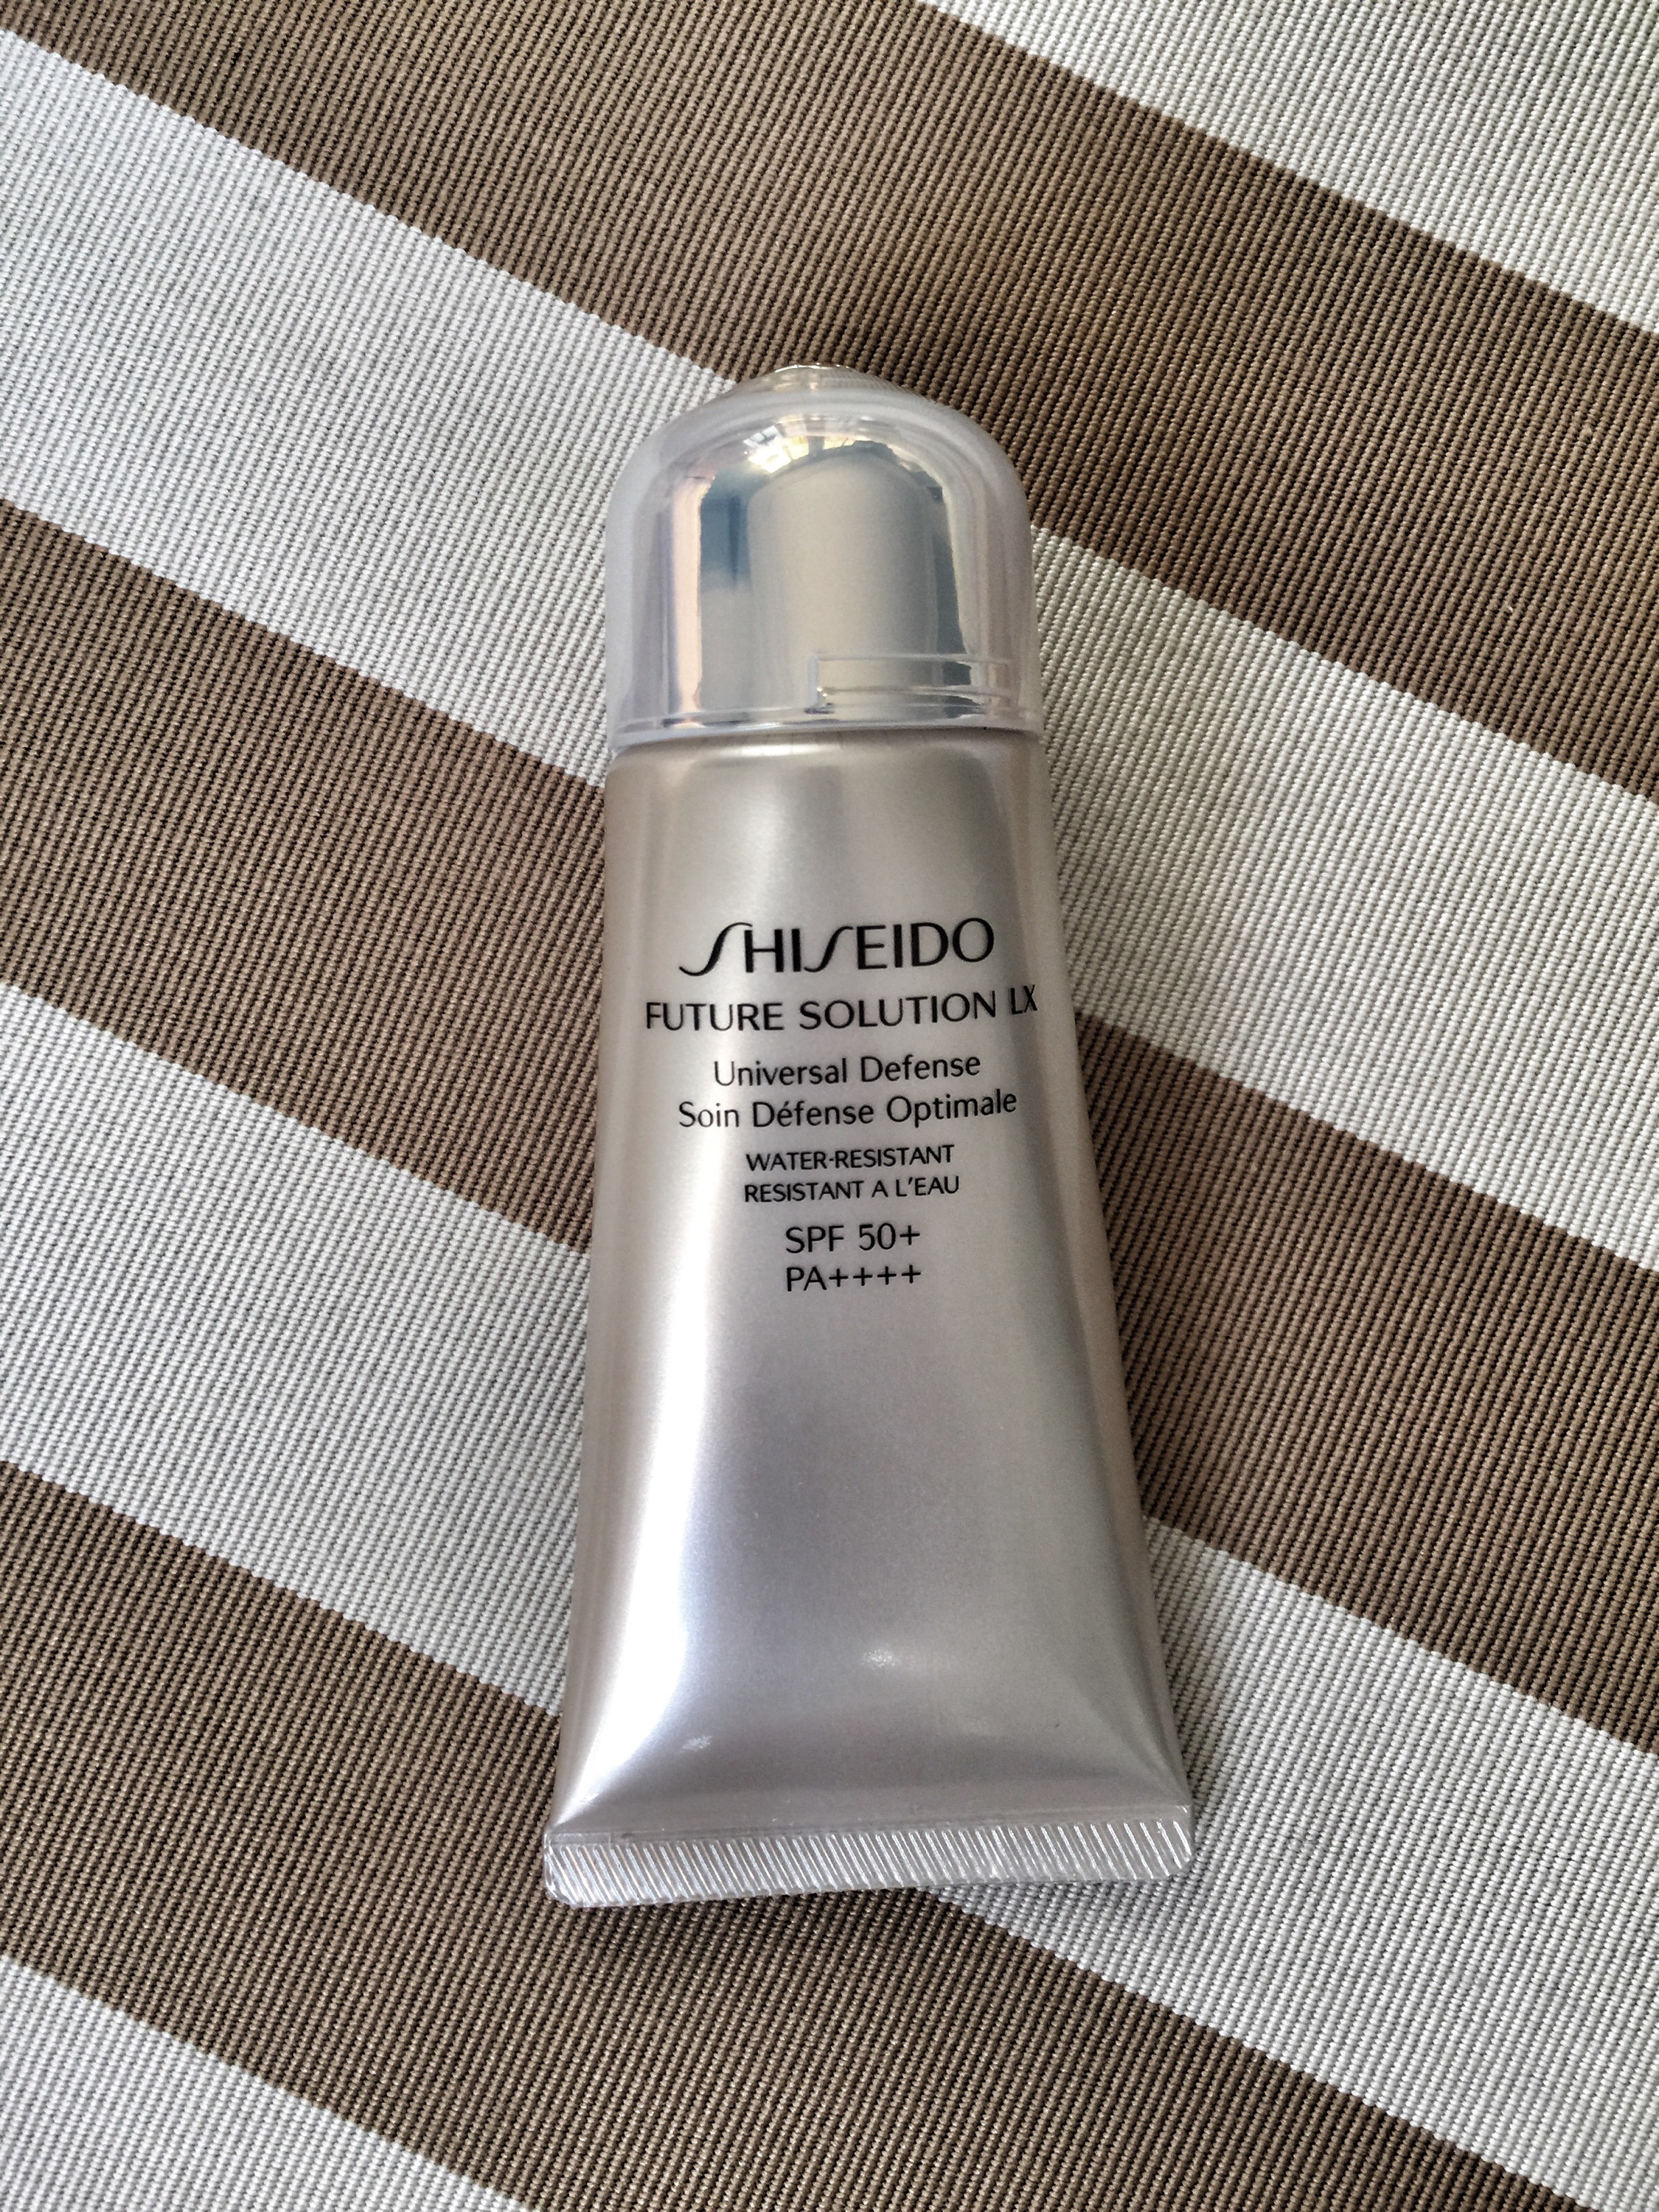 SHISEIDO
FUTURE SOLUTION LX
Universal Defense
Soin Défense Optimale
WATER-RESISTANT
RESISTANT A L'EAU
SPF 50+
PA++++